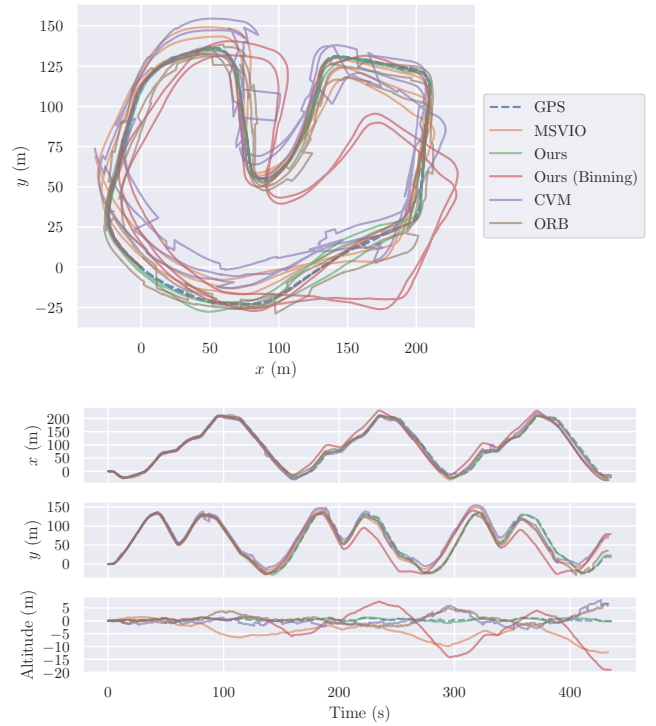 150
125
100
75
50
25
0
−25
y (m)
0 50 100 150 200
x (m)
GPS
MSVIO
Ours
Ours (Binning)
CVM
ORB
200
150
100
50
0
x (m)
150
100
50
0
y (m)
5
0
−5
−10
−15
−20
Altitude (m)
0 100 200 300 400
Time (s)